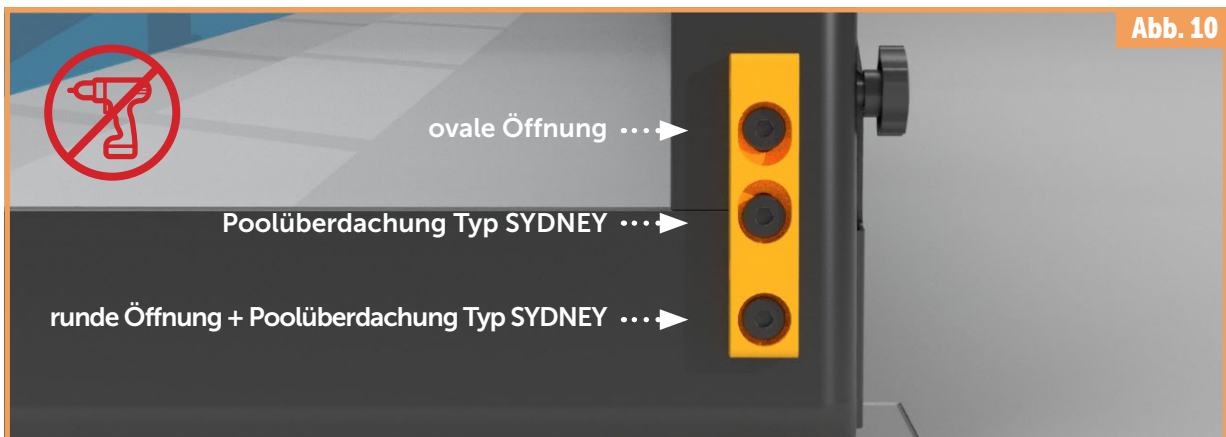 Abb. 10
ovale Öffnung
Poolüberdachung Typ SYDNEY
runde Öffnung + Poolüberdachung Typ SYDNEY